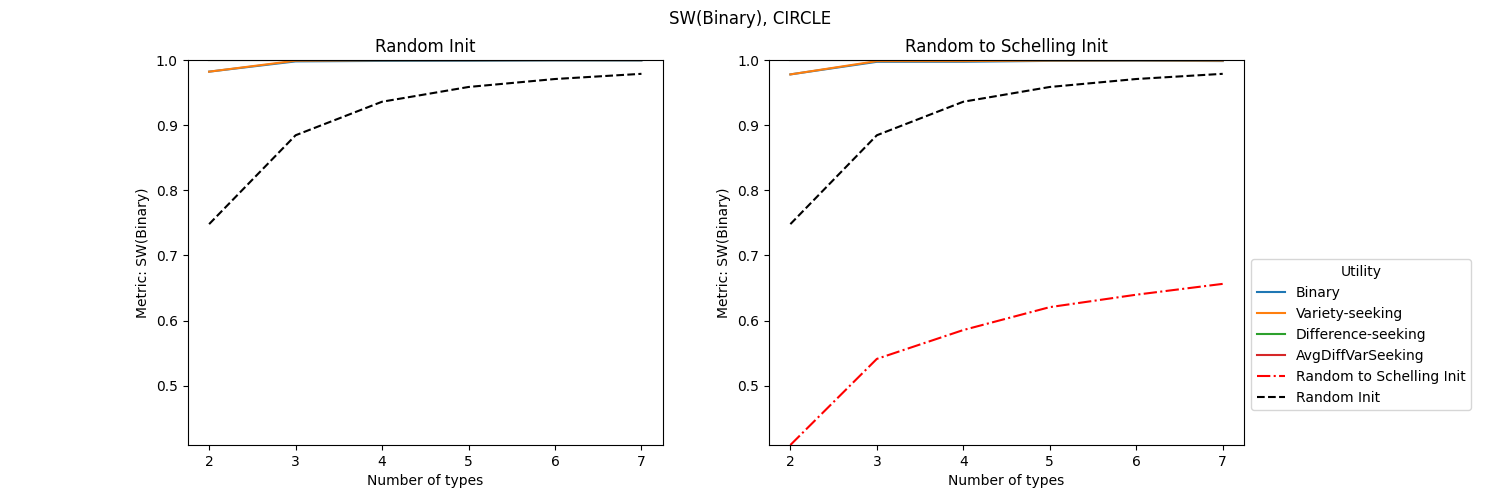 SW(Binary), CIRCLE
Random Init
Metric: SW(Binary)
1.0
0.9
0.8
0.7
0.6
0.5
2 3 4 5 6 7
Number of types
Random to Schelling Init
Metric: SW(Binary)
1.0
0.9
0.8
0.7
0.6
0.5
2 3 4 5 6 7
Number of types
Utility
Binary
Variety-seeking
Difference-seeking
AvgDiffVarSeeking
Random to Schelling Init
Random Init